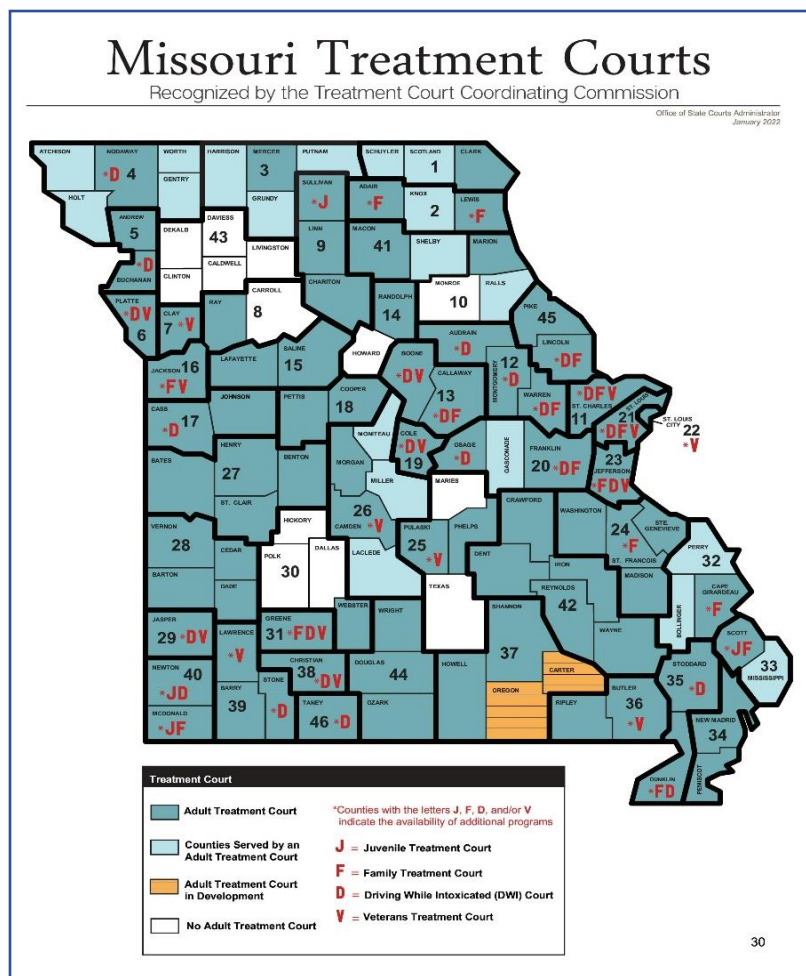 Missouri Treatment Courts
Recognized by the Treatment Court Coordinating Commission
Office of State Courts Administrator
January 2022
ATCHISON
NODAWAY
*D 4
WORTH
HARRISON
MERCER
3
PUTNAM
SCHUYLER
SCOTLAND
1
CLARK
HOLT
GENTRY
GRUNDY
SULLIVAN
*J
ADAIR
*F
KNOX
2
LEWIS
*F
ANDREW
5
DEKALB
DAVIESS
43
LIVINGSTON
LINN
9
MACON
41
SHELBY
MARION
*D
BUCHANAN
CLINTON
CALDWELL
CARROLL
8
CHARITON
MONROE
10
RALLS
PLATTE
*DV
6
CLAY
7 *V
RAY
RANDOLPH
14
PIKE
45
AUDRAIN
*D
LINCOLN
*DF
JACKSON
16
*FV
LAFAYETTE
SALINE
15
HOWARD
BOONE
*DV
CALLAWAY
13
*DF
MONTGOMERY
12
*D
WARREN
*DF
*DFV
ST. CHARLES
11
ST. LOUIS
21
*DFV
ST. LOUIS
CITY
22
*V
CASS
*D 17
JOHNSON
PETTIS
COOPER
18
MONITEAU
COLE
*DV
19
OSAGE
*D
GASCONADE
FRANKLIN
20 *DF
23
JEFFERSON
*FDV
BATES
HENRY
27
BENTON
MORGAN
MILLER
MARIES
ST. CLAIR
26
CAMDEN *V
PULASKI
25
*V
PHELPS
CRAWFORD
WASHINGTON
STE.
GENEVIEVE
24
*F
ST. FRANCOIS
PERRY
32
VERNON
28
HICKORY
CEDAR
POLK
30
DALLAS
LACLEDE
DENT
IRON
MADISON
CAPE
GIRARDEAU
*F
BARTON
DADE
TEXAS
REYNOLDS
42
BOLLINGER
JASPER
29 *DV
LAWRENCE
*V
GREENE
31 *FDV
WEBSTER
WRIGHT
SHANNON
37
WAYNE
SCOTT
*JF
33
MISSISSIPPI
NEWTON
40
*JD
CHRISTIAN
38
*DV
DOUGLAS
44
HOWELL
CARTER
STODDARD
35
*D
MCDONALD
*JF
BARRY
39
STONE
*D
TANEY
46 *D
OZARK
OREGON
RIPLEY
BUTLER
36
*V
NEW MADRID
34
DUNKLIN
*FD
PEMISCOT
Treatment Court
Adult Treatment Court
Counties Served by an
Adult Treatment Court
Adult Treatment Court
in Development
No Adult Treatment Court
*Counties with the letters J, F, D, and/or V
indicate the availability of additional programs
J = Juvenile Treatment Court
F = Family Treatment Court
D = Driving While Intoxicated (DWI) Court
V = Veterans Treatment Court
30